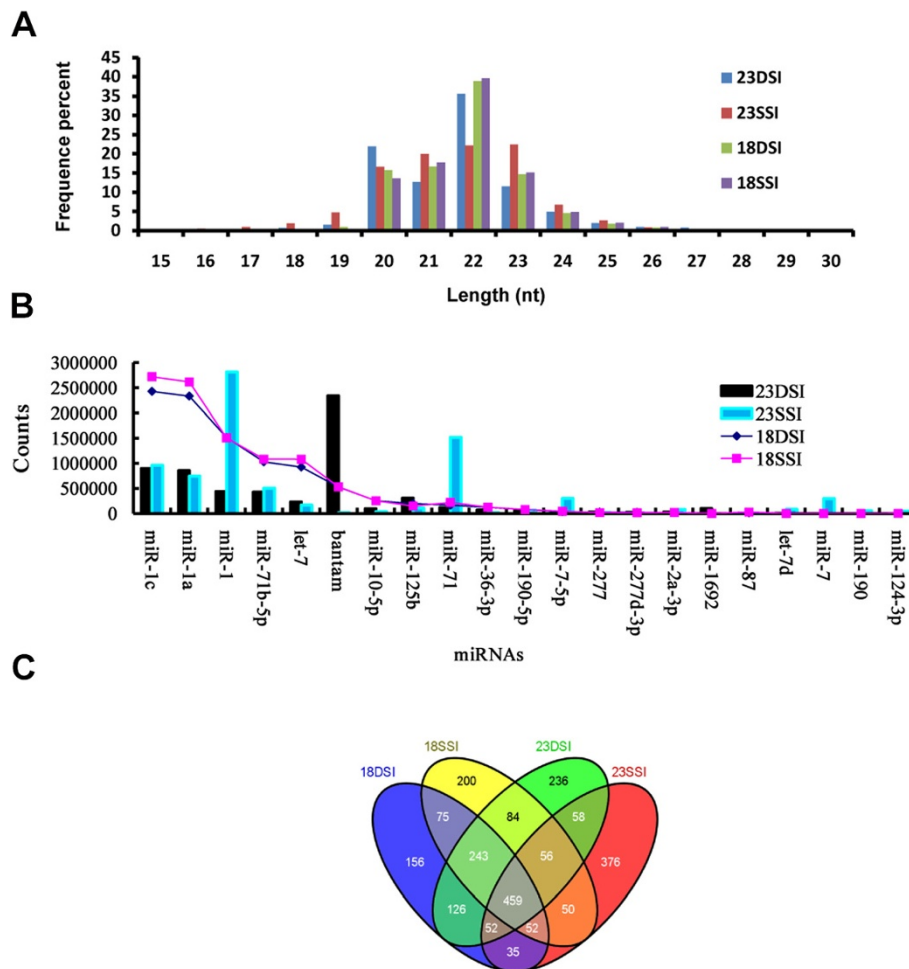 A
Frequence percent
45
40
35
30
25
20
15
10
5
0
23DSI
23SSI
18DSI
18SSI
15 16 17 18 19 20 21 22 23 24 25 26 27 28 29 30
Length (nt)
B
Counts
3000000
2500000
2000000
1500000
1000000
500000
0
23DSI
23SSI
18DSI
18SSI
miR-1c
miR-1a
miR-1
miR-71b-5p
let-7
bantam
miR-10-5p
miR-125b
miR-71
miR-36-3p
miR-190-5p
miR-7-5p
miR-277
miR-277d-3p
miR-2a-3p
miR-1692
miR-87
let-7d
miR-7
miR-190
miR-124-3p
miRNAs
C
18SSI 23DSI
18DSI 23SSI
200 236
75 84 58
156 243 56 376
459
126 50
52 52
35